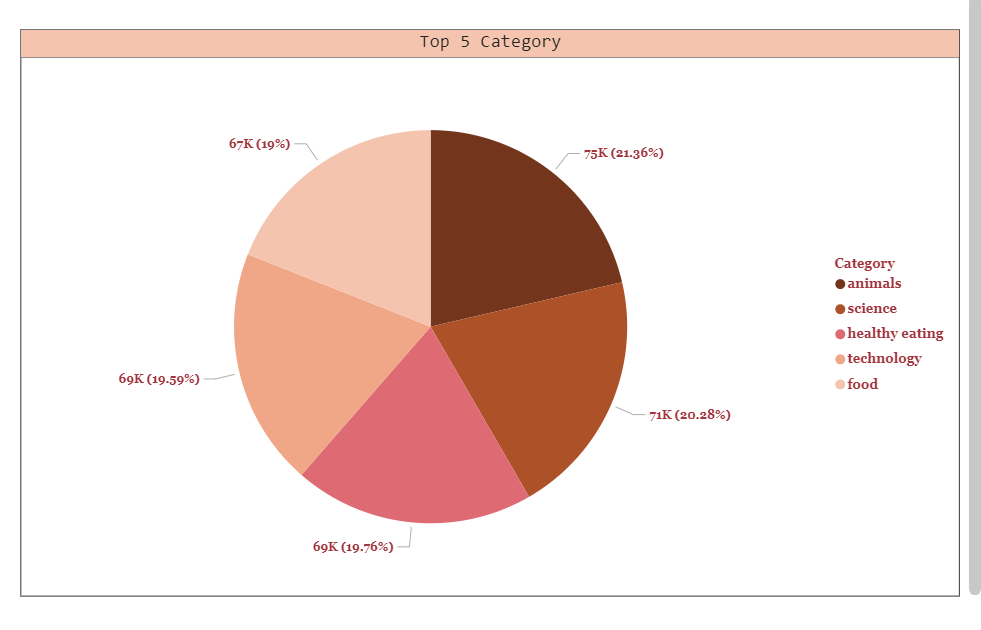 Top 5 Category
67K (19%)
75K (21.36%)
69K (19.59%)
71K (20.28%)
69K (19.76%)
Category
animals
science
healthy eating
technology
food